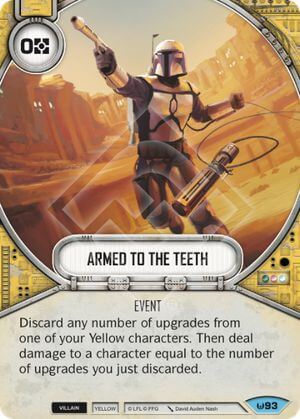 0
ARMED TO THE TEETH
EVENT
Discard any number of upgrades from
one of your Yellow characters. Then deal
damage to a character equal to the number
of upgrades you just discarded.
VILLAIN YELLOW © LFL © FFG David Auden Nash 93